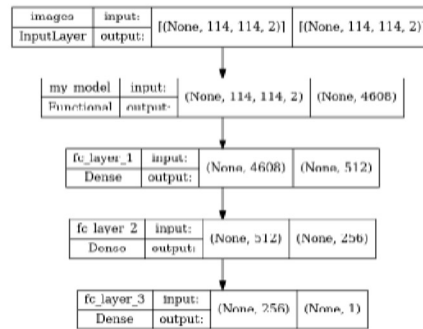 images input: [(None, 114, 114, 2)] [(None, 114, 114, 2)]
InputLayer output:
my model input: (None, 114, 114, 2) (None, 4608)
Functional output:
fc_layer_1 input: (None, 4608) (None, 512)
Dense output:
fc layer 2 input: (None, 512) (None, 256)
Dense output:
fc_layer_3 input: (None, 256) (None, 1)
Dense output: